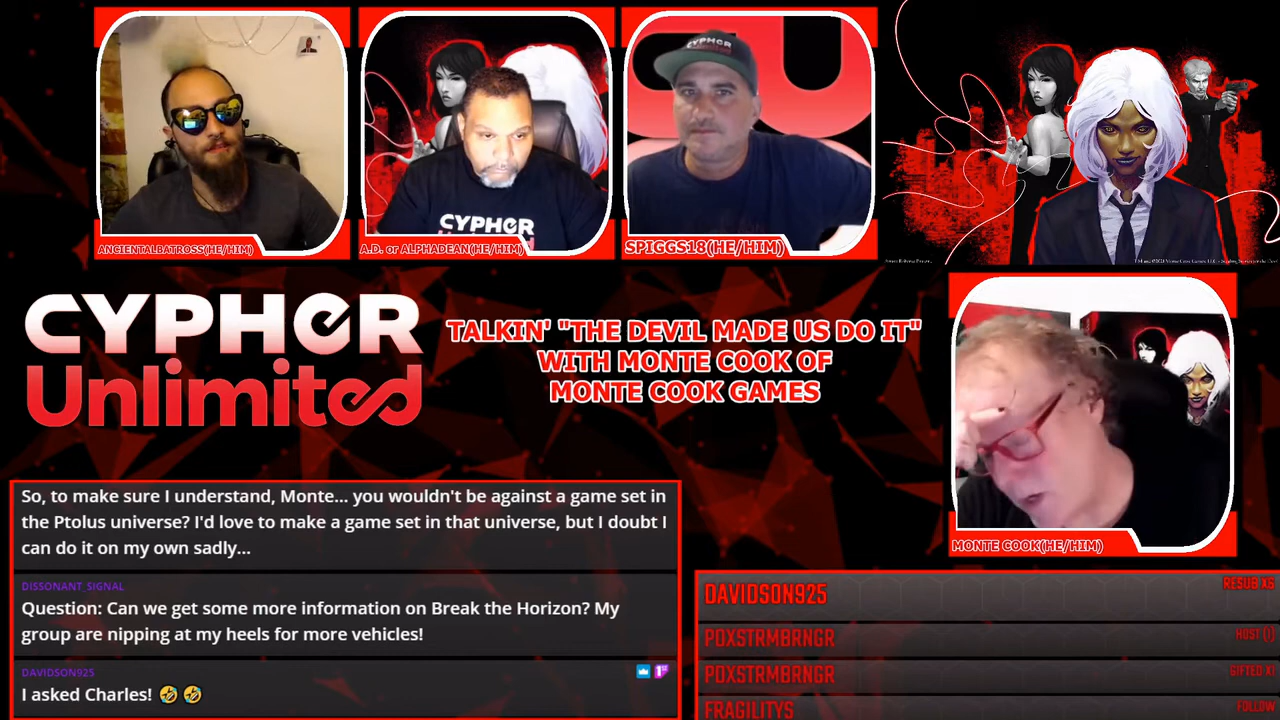 CYPHER
CYPHER
ANCIENTALBATROSS(HE/HIM)
A.D. or ALPHADEAN(HE/HIM)
SPIGGS18(HE/HIM)
CYPHER
Unlimited
TALKIN' "THE DEVIL MADE US DO IT"
WITH MONTE COOK OF
MONTE COOK GAMES
MONTE COOK(HE/HIM)
So, to make sure I understand, Monte... you wouldn't be against a game set in
the Ptolus universe? I'd love to make a game set in that universe, but I doubt I
can do it on my own sadly...
DISSONANT_SIGNAL
Question: Can we get some more information on Break the Horizon? My
group are nipping at my heels for more vehicles!
DAVIDSON925
I asked Charles! 🤣 🤣
DAVIDSON925 RESUB X6
PDXSTRMBRNGR HOST (1)
PDXSTRMBRNGR GIFTED X1
FRAGILITYS FOLLOW